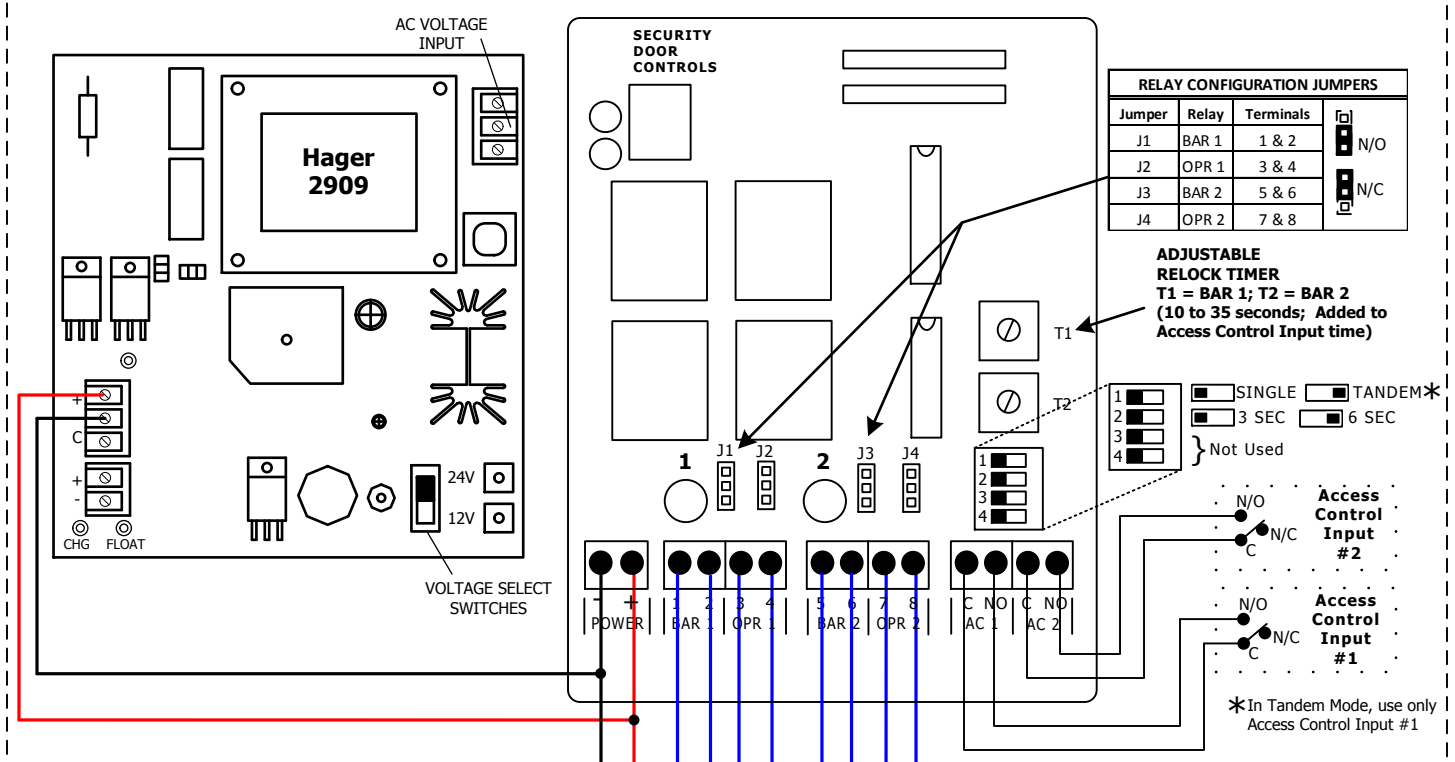 AC VOLTAGE
INPUT
Hager
2909
+
C
+
-
CHG FLOAT
24V
12V
VOLTAGE SELECT
SWITCHES
SECURITY
DOOR
CONTROLS
T1
T2
1 J1 J2 2 J3 J4
1
2
3
4
- + 1 2 3 4 5 6 7 8 C NO C NO
POWER BAR 1 OPR 1 BAR 2 OPR 2 AC 1 AC 2
RELAY CONFIGURATION JUMPERS
Jumper Relay Terminals
J1 BAR 1 1 & 2
J2 OPR 1 3 & 4
J3 BAR 2 5 & 6
J4 OPR 2 7 & 8
N/O
N/C
ADJUSTABLE
RELOCK TIMER
T1 = BAR 1; T2 = BAR 2
(10 to 35 seconds; Added to
Access Control Input time)
1 SINGLE TANDEM*
2 3 SEC 6 SEC
3
4
} Not Used
N/O
N/C
C
Access
Control
Input
#2
N/O
N/C
C
Access
Control
Input
#1
*In Tandem Mode, use only
Access Control Input #1